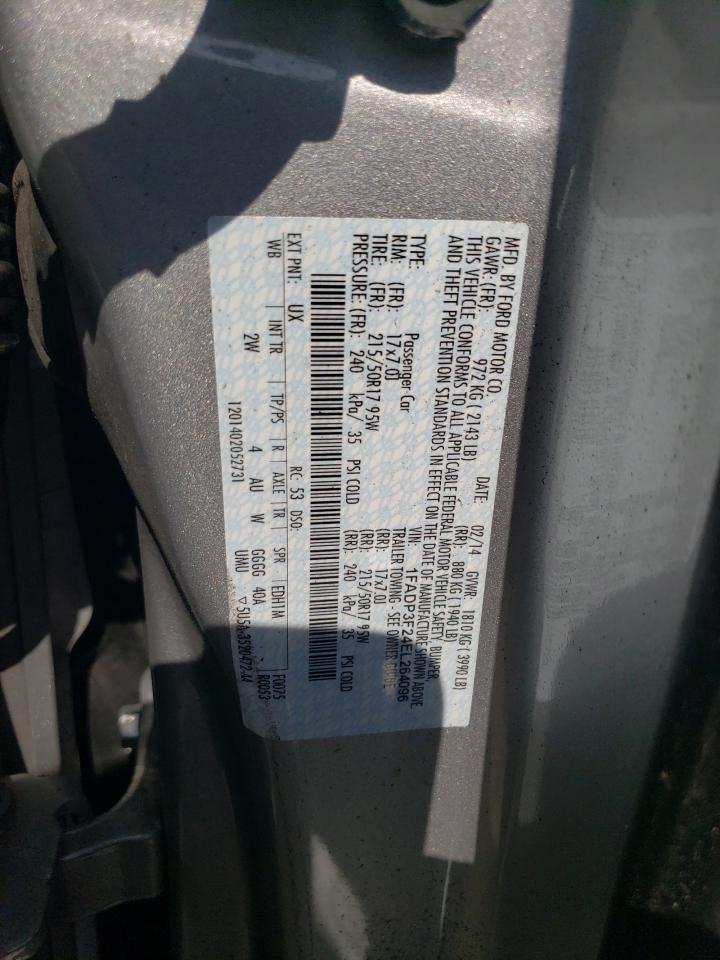 MFD. BY FORD MOTOR CO.
DATE: 02/14 GVWR: 1810 KG ( 3990 LB)
GAWR: (FR): 972 KG ( 2143 LB) (RR): 880 KG ( 1940 LB)
THIS VEHICLE CONFORMS TO ALL APPLICABLE FEDERAL MOTOR VEHICLE SAFETY, BUMPER,
AND THEFT PREVENTION STANDARDS IN EFFECT ON THE DATE OF MANUFACTURE SHOWN ABOVE.
VIN: 1FADP3F24EL264096
TYPE: Passenger Car TRAILER TOWING - SEE OWNER GUIDE
RIM: (FR): 17x7.0J (RR): 17x7.0J
TIRE: (FR): 215/50R17 95W (RR): 215/50R17 95W
PRESSURE: (FR): 240 kPa/ 35 PSI COLD (RR): 240 kPa/ 35 PSI COLD
EXT PNT: UX RC: 53 DSO: F0075
R0053
WB INT TR TP/PS R AXLE TR SPR EDH1M
2W 4 AU W GGGG 40A
1201402052731 UMU ▽ 5U5A-3520472-AA